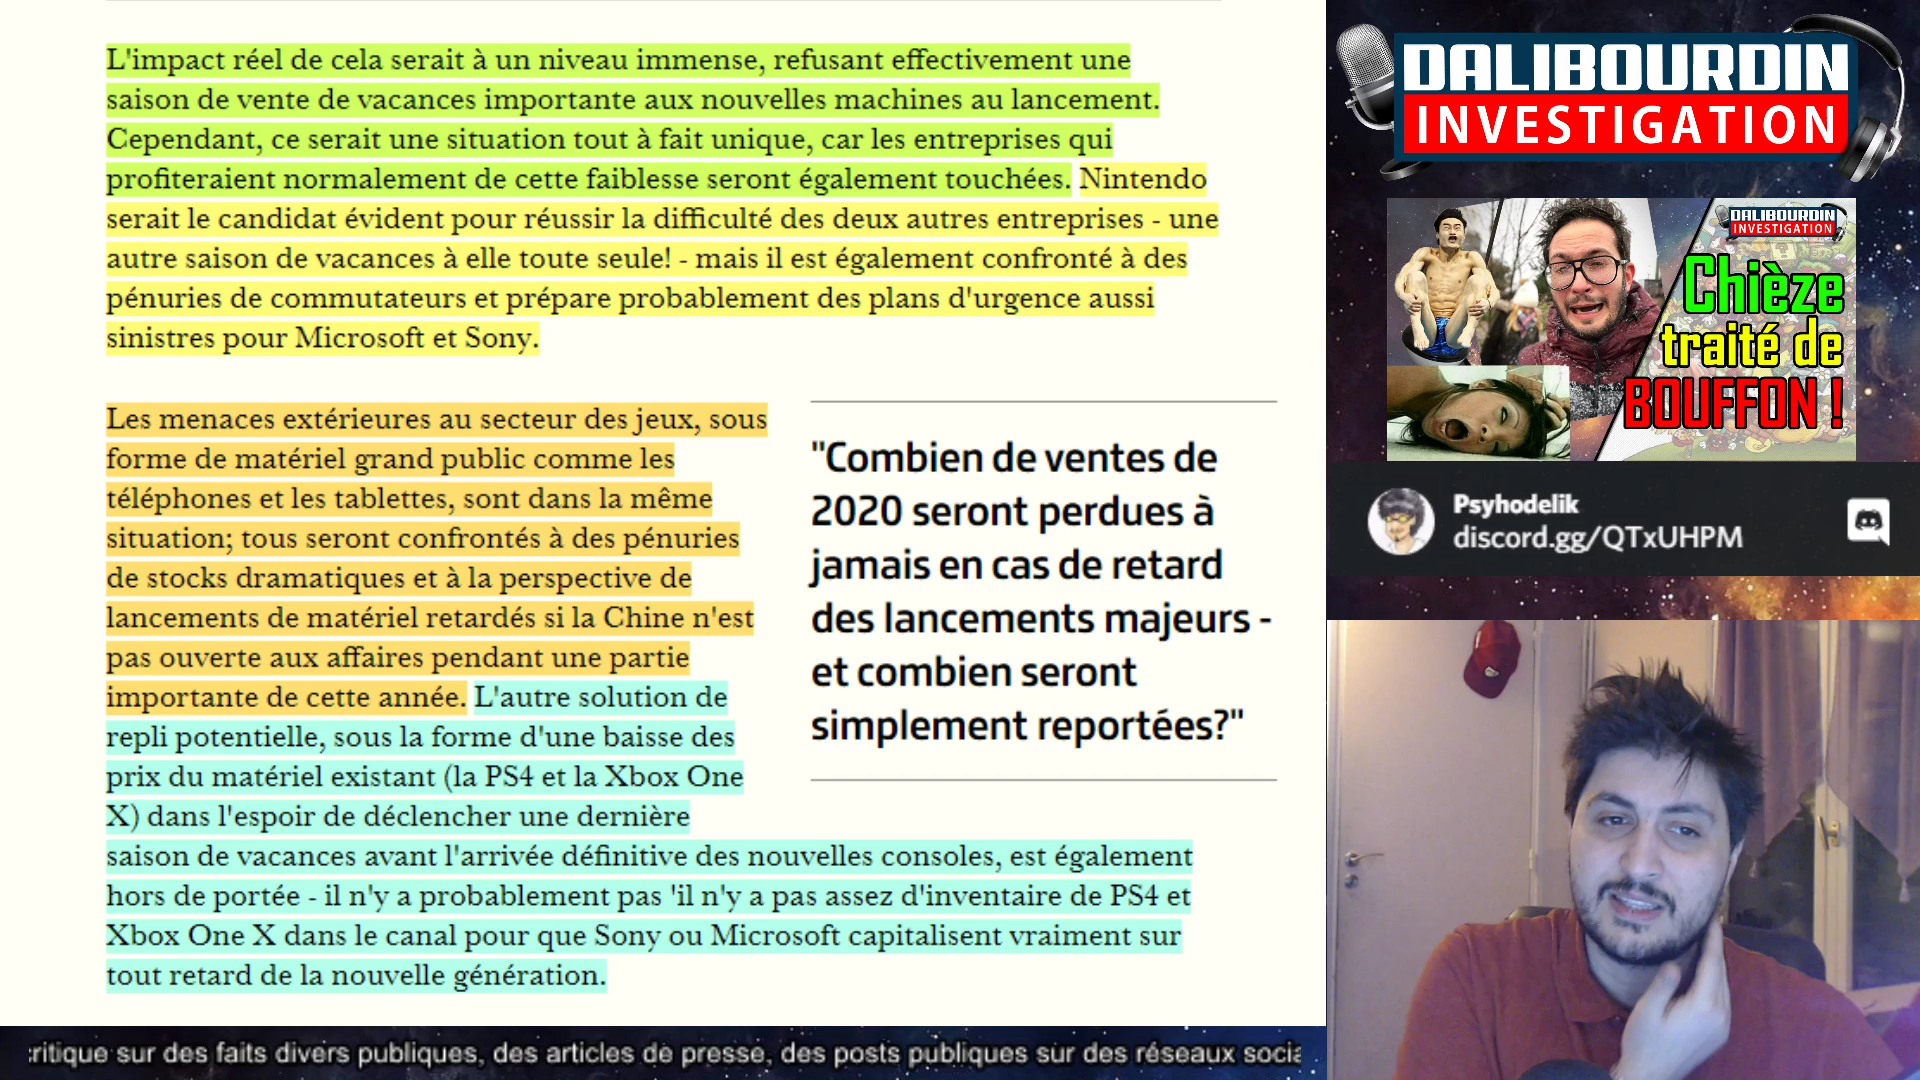 L'impact réel de cela serait à un niveau immense, refusant effectivement une
saison de vente de vacances importante aux nouvelles machines au lancement.
Cependant, ce serait une situation tout à fait unique, car les entreprises qui
profiteraient normalement de cette faiblesse seront également touchées. Nintendo
serait le candidat évident pour réussir la difficulté des deux autres entreprises - une
autre saison de vacances à elle toute seule! - mais il est également confronté à des
pénuries de commutateurs et prépare probablement des plans d'urgence aussi
sinistres pour Microsoft et Sony.
Les menaces extérieures au secteur des jeux, sous
forme de matériel grand public comme les
téléphones et les tablettes, sont dans la même
situation; tous seront confrontés à des pénuries
de stocks dramatiques et à la perspective de
lancements de matériel retardés si la Chine n'est
pas ouverte aux affaires pendant une partie
importante de cette année. L'autre solution de
repli potentielle, sous la forme d'une baisse des
prix du matériel existant (la PS4 et la Xbox One
X) dans l'espoir de déclencher une dernière
saison de vacances avant l'arrivée définitive des nouvelles consoles, est également
hors de portée - il n'y a probablement pas 'il n'y a pas assez d'inventaire de PS4 et
Xbox One X dans le canal pour que Sony ou Microsoft capitalisent vraiment sur
tout retard de la nouvelle génération.
"Combien de ventes de
2020 seront perdues à
jamais en cas de retard
des lancements majeurs -
et combien seront
simplement reportées?"
DALIBOURDIN
INVESTIGATION
DALIBOURDIN
INVESTIGATION
Chièze
traité de
BOUFFON !
Psyhodelik
discord.gg/QTxUHPM
critique sur des faits divers publiques, des articles de presse, des posts publiques sur des réseaux socia